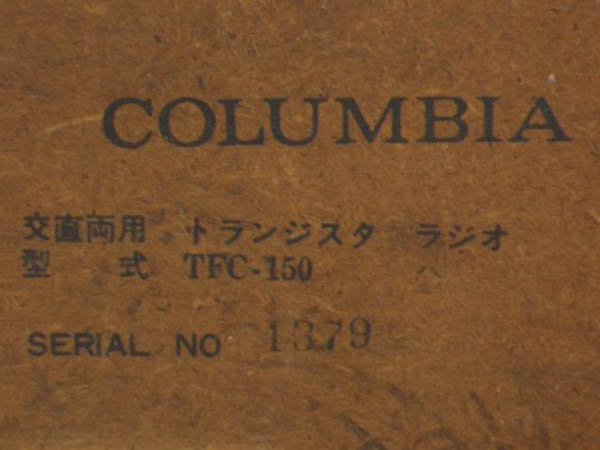 COLUMBIA
交直両用 トランジスタ ラジオ
型 式 TFC-150
SERIAL NO 1379